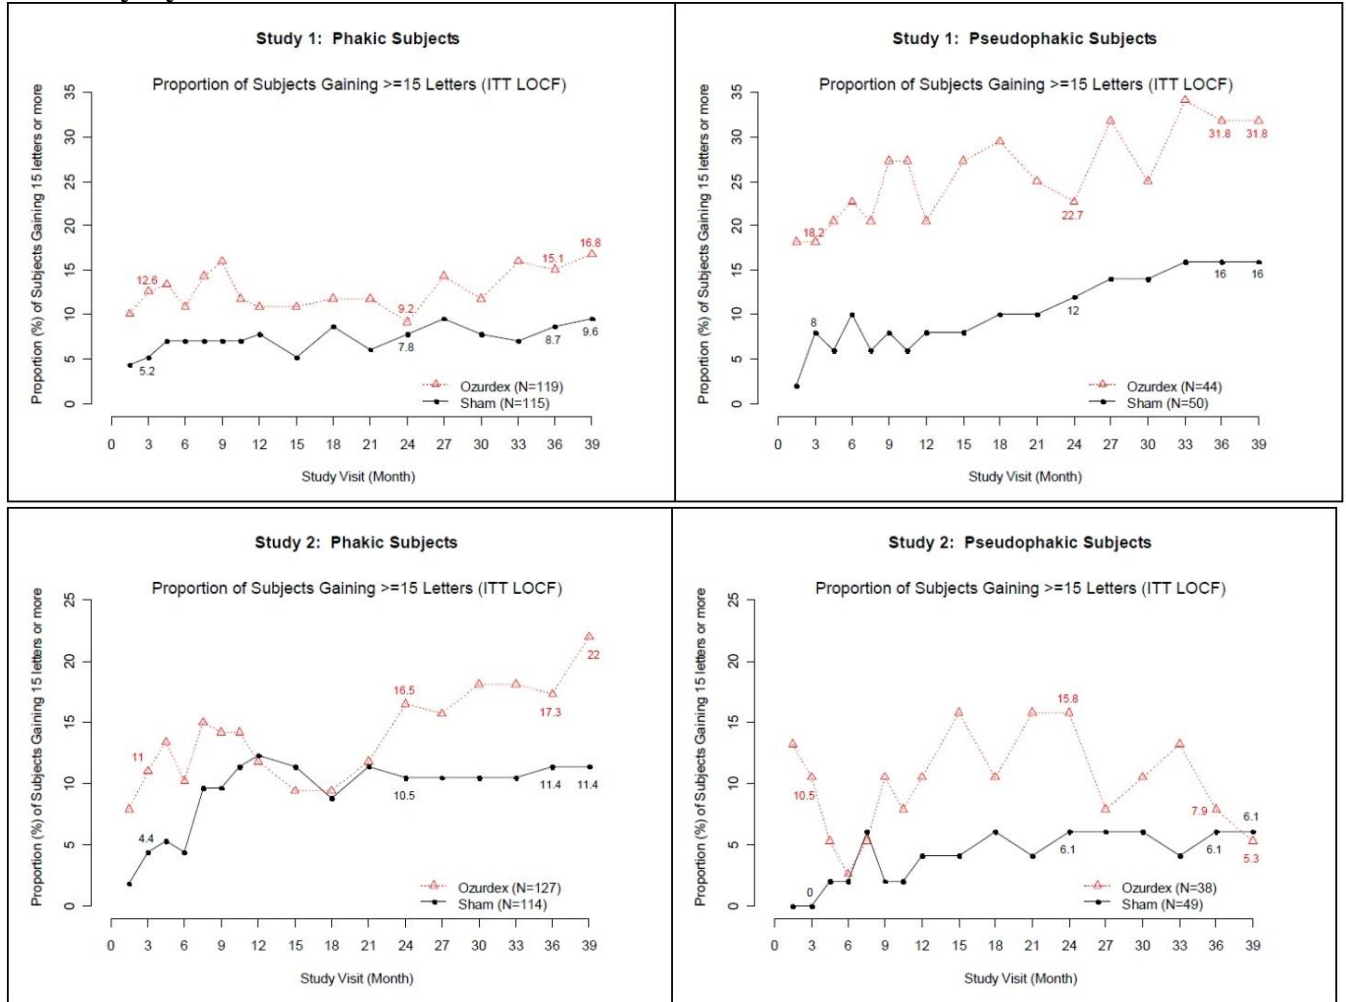 Study 1: Phakic Subjects
Proportion of Subjects Gaining >=15 Letters (ITT LOCF)
Proportion (%) of Subjects Gaining 15 letters or more
35
30
25
20
15
10
5
0
12.6
9.2
15.1
16.8
5.2
7.8
8.7
9.6
Ozurdex (N=119)
Sham (N=115)
0 3 6 9 12 15 18 21 24 27 30 33 36 39
Study Visit (Month)
Study 1: Pseudophakic Subjects
Proportion of Subjects Gaining >=15 Letters (ITT LOCF)
Proportion (%) of Subjects Gaining 15 letters or more
35
30
25
20
15
10
5
0
18.2
22.7
31.8
31.8
8
12
16
16
Ozurdex (N=44)
Sham (N=50)
0 3 6 9 12 15 18 21 24 27 30 33 36 39
Study Visit (Month)
Study 2: Phakic Subjects
Proportion of Subjects Gaining >=15 Letters (ITT LOCF)
Proportion (%) of Subjects Gaining 15 letters or more
25
20
15
10
5
0
11
16.5
17.3
22
4.4
10.5
11.4
11.4
Ozurdex (N=127)
Sham (N=114)
0 3 6 9 12 15 18 21 24 27 30 33 36 39
Study Visit (Month)
Study 2: Pseudophakic Subjects
Proportion of Subjects Gaining >=15 Letters (ITT LOCF)
Proportion (%) of Subjects Gaining 15 letters or more
25
20
15
10
5
0
10.5
15.8
7.9
5.3
0
6.1
6.1
6.1
Ozurdex (N=38)
Sham (N=49)
0 3 6 9 12 15 18 21 24 27 30 33 36 39
Study Visit (Month)